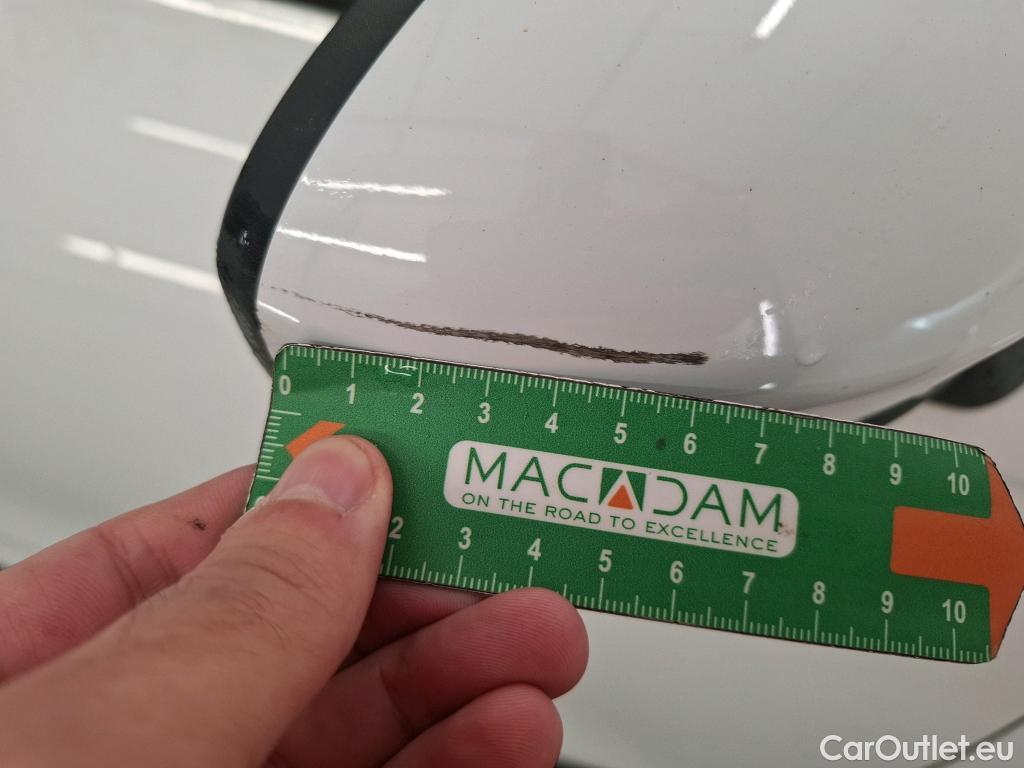 0 1 2 3 4 5 6 7 8 9 10
MACADAM
ON THE ROAD TO EXCELLENCE
2 3 4 5 6 7 8 9 10
CarOutlet.eu